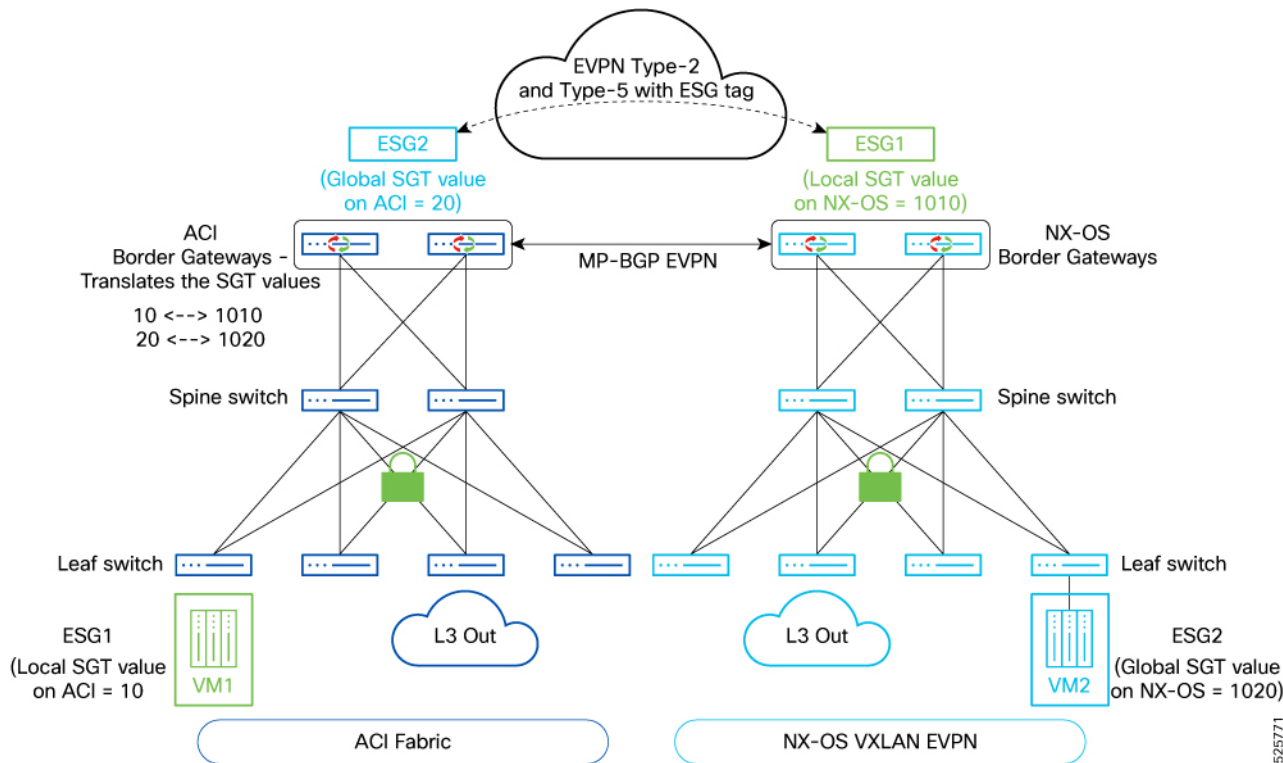 EVPN Type-2
and Type-5 with ESG tag
ESG2
(Global SGT value
on ACI = 20)
ESG1
(Local SGT value
on NX-OS = 1010)
ACI
Border Gateways –
Translates the SGT values
10 <--> 1010
20 <--> 1020
MP-BGP EVPN
NX-OS
Border Gateways
Spine switch
Spine switch
Leaf switch
Leaf switch
ESG1
(Local SGT value
on ACI = 10
VM1
L3 Out
L3 Out
VM2
ESG2
(Global SGT value
on NX-OS = 1020)
ACI Fabric
NX-OS VXLAN EVPN
525771